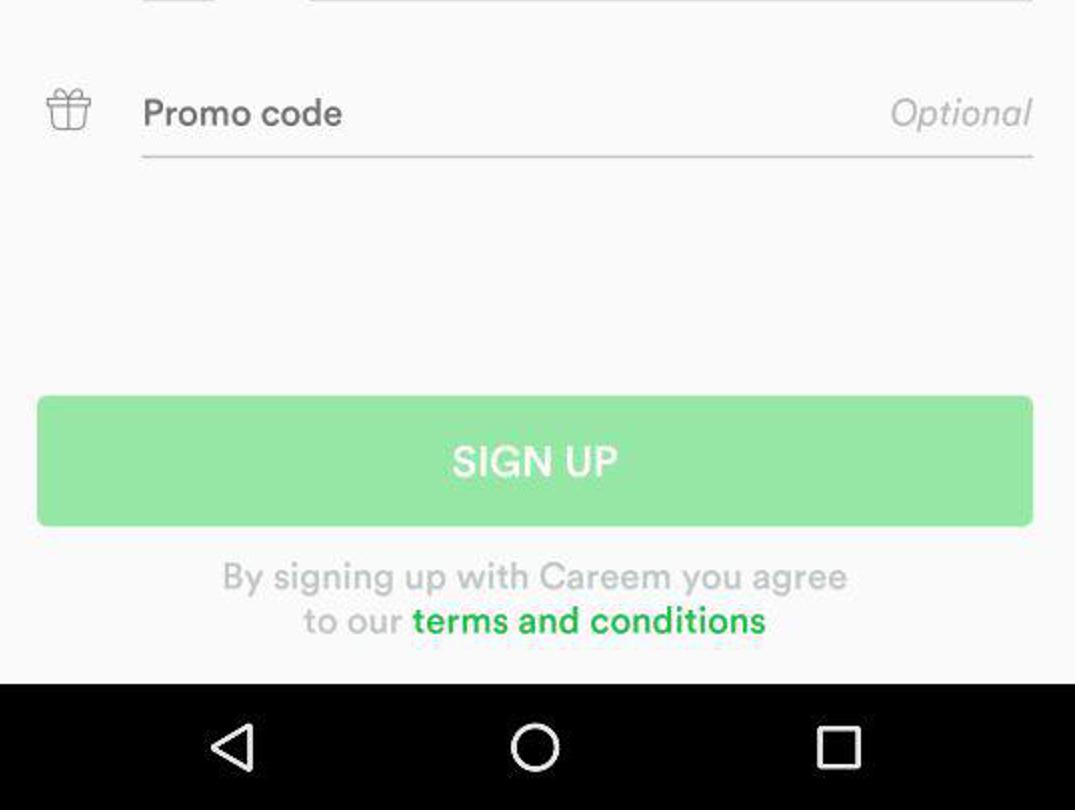 Promo code Optional
SIGN UP
By signing up with Careem you agree
to our terms and conditions